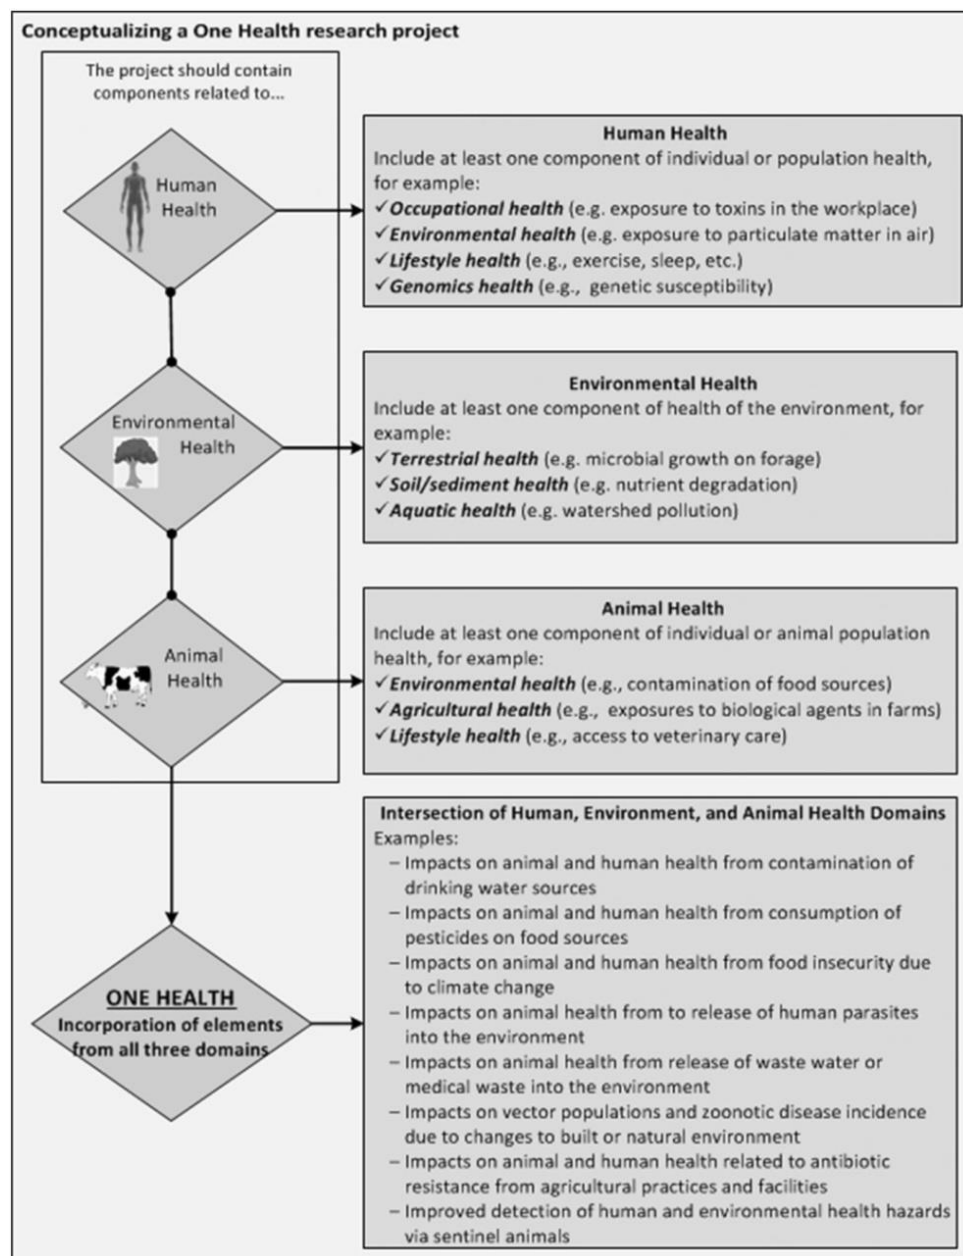 Conceptualizing a One Health research project
The project should contain
components related to...
Human
Health
Human Health
Include at least one component of individual or population health,
for example:
✓Occupational health (e.g. exposure to toxins in the workplace)
✓Environmental health (e.g. exposure to particulate matter in air)
✓Lifestyle health (e.g., exercise, sleep, etc.)
✓Genomics health (e.g., genetic susceptibility)
Environmental
Health
Environmental Health
Include at least one component of health of the environment, for
example:
✓Terrestrial health (e.g. microbial growth on forage)
✓Soil/sediment health (e.g. nutrient degradation)
✓Aquatic health (e.g. watershed pollution)
Animal
Health
Animal Health
Include at least one component of individual or animal population
health, for example:
✓Environmental health (e.g., contamination of food sources)
✓Agricultural health (e.g., exposures to biological agents in farms)
✓Lifestyle health (e.g., access to veterinary care)
ONE HEALTH
Incorporation of elements
from all three domains
Intersection of Human, Environment, and Animal Health Domains
Examples:
– Impacts on animal and human health from contamination of
drinking water sources
– Impacts on animal and human health from consumption of
pesticides on food sources
– Impacts on animal and human health from food insecurity due
to climate change
– Impacts on animal health from to release of human parasites
into the environment
– Impacts on animal health from release of waste water or
medical waste into the environment
– Impacts on vector populations and zoonotic disease incidence
due to changes to built or natural environment
– Impacts on animal and human health related to antibiotic
resistance from agricultural practices and facilities
– Improved detection of human and environmental health hazards
via sentinel animals